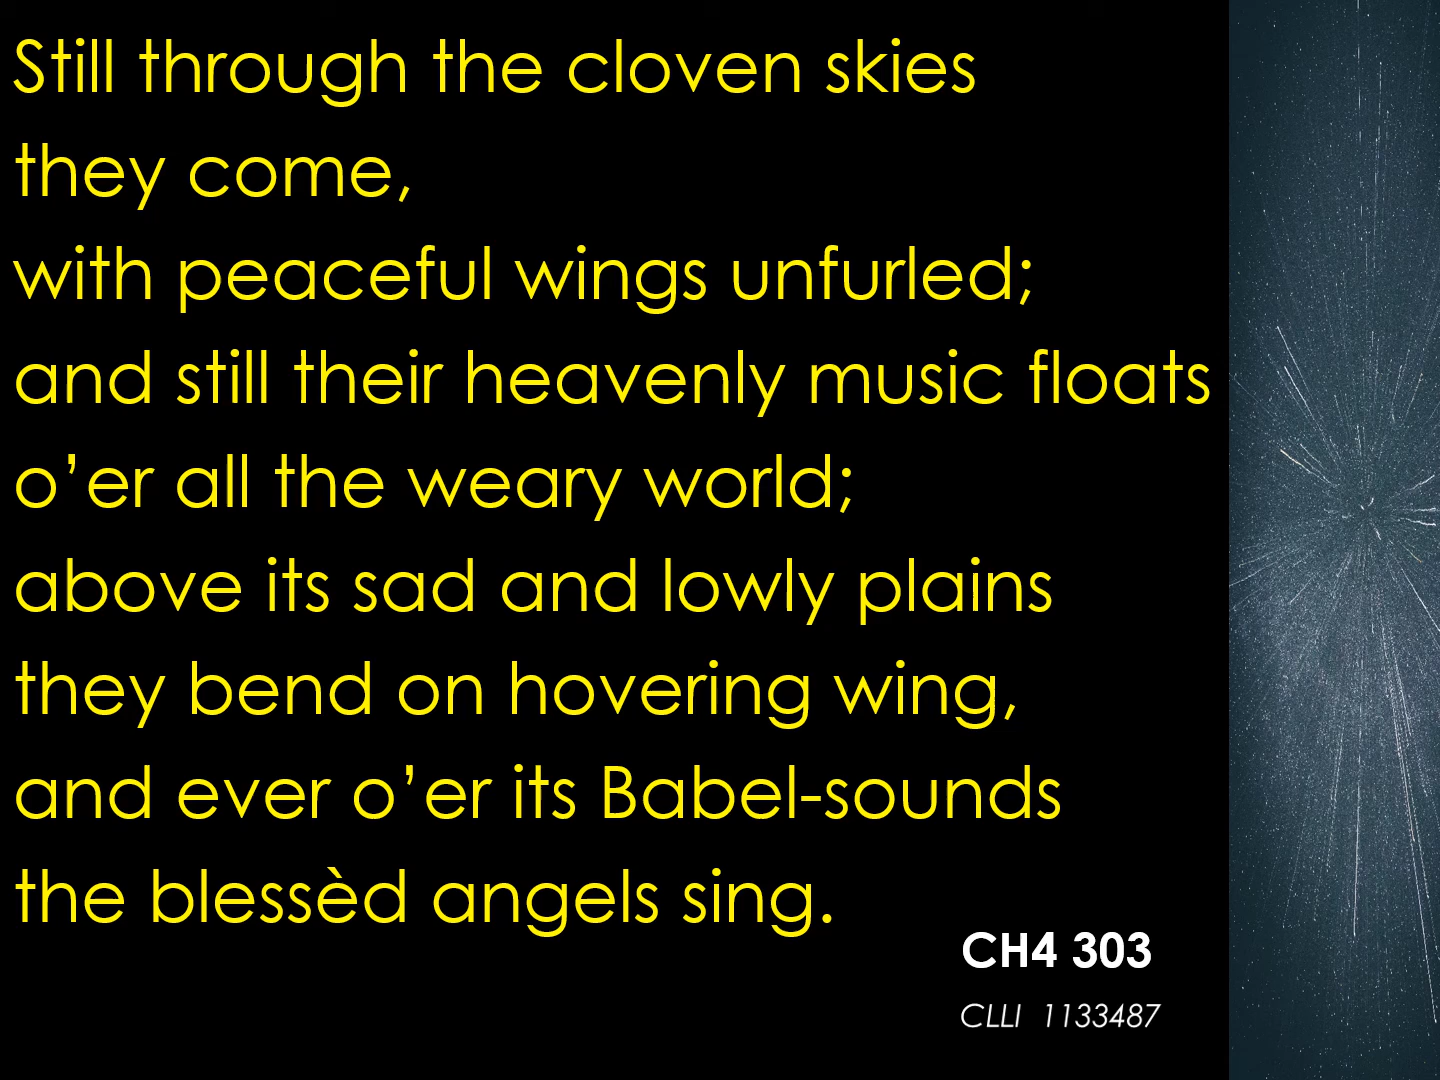 Still through the cloven skies
they come,
with peaceful wings unfurled;
and still their heavenly music floats
o’er all the weary world;
above its sad and lowly plains
they bend on hovering wing,
and ever o’er its Babel-sounds
the blessèd angels sing.
CH4 303
CLLI 1133487